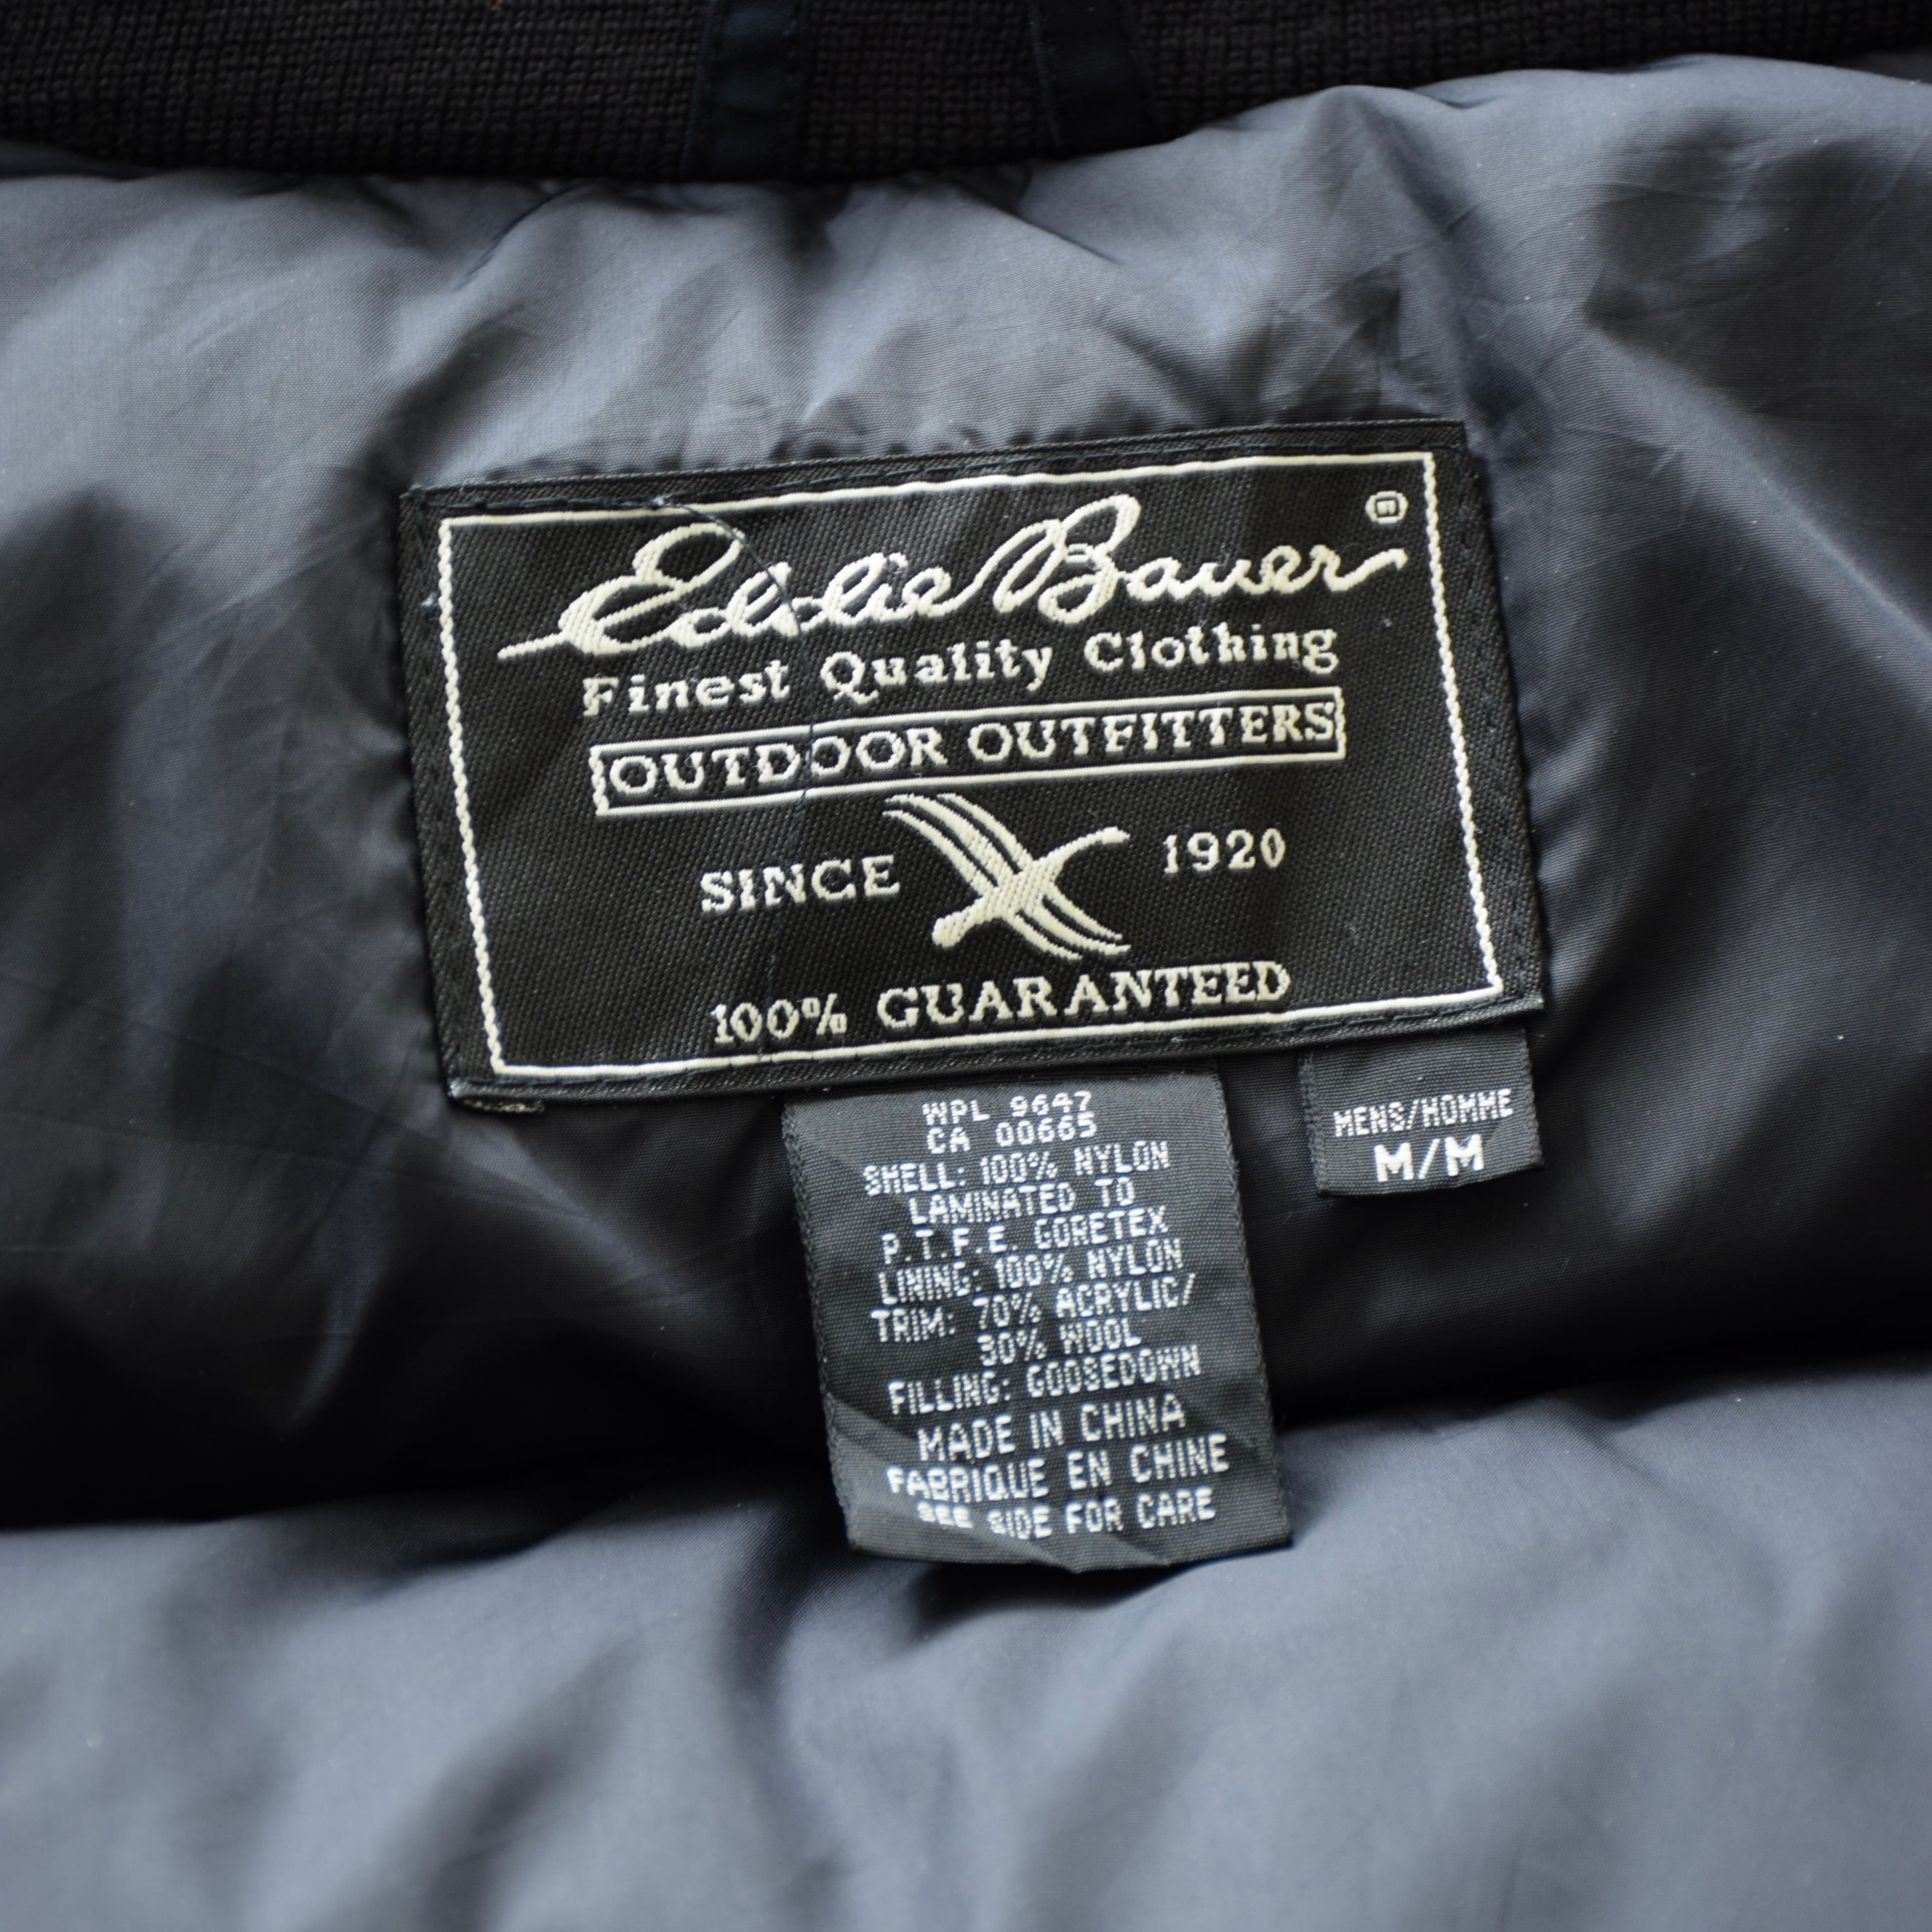 Eddie Bauer ®
Finest Quality Clothing
OUTDOOR OUTFITTERS
SINCE 1920
100% GUARANTEED
MENS/HOMME
M/M
WPL 9647
CA 00665
SHELL: 100% NYLON
LAMINATED TO
P.T.F.E. GORETEX
LINING: 100% NYLON
TRIM: 70% ACRYLIC/
30% WOOL
FILLING: GOOSEDOWN
MADE IN CHINA
FABRIQUE EN CHINE
SEE SIDE FOR CARE